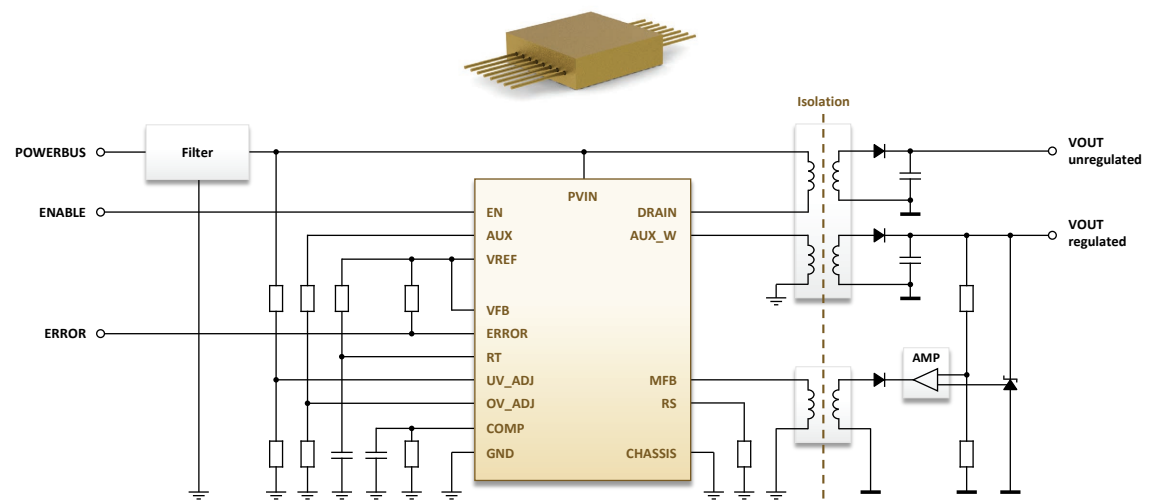 Isolation
POWERBUS
Filter
VOUT
unregulated
PVIN
ENABLE
EN
DRAIN
AUX
AUX_W
VOUT
regulated
VREF
VFB
ERROR
ERROR
RT
AMP
UV_ADJ
MFB
OV_ADJ
RS
COMP
GND
CHASSIS